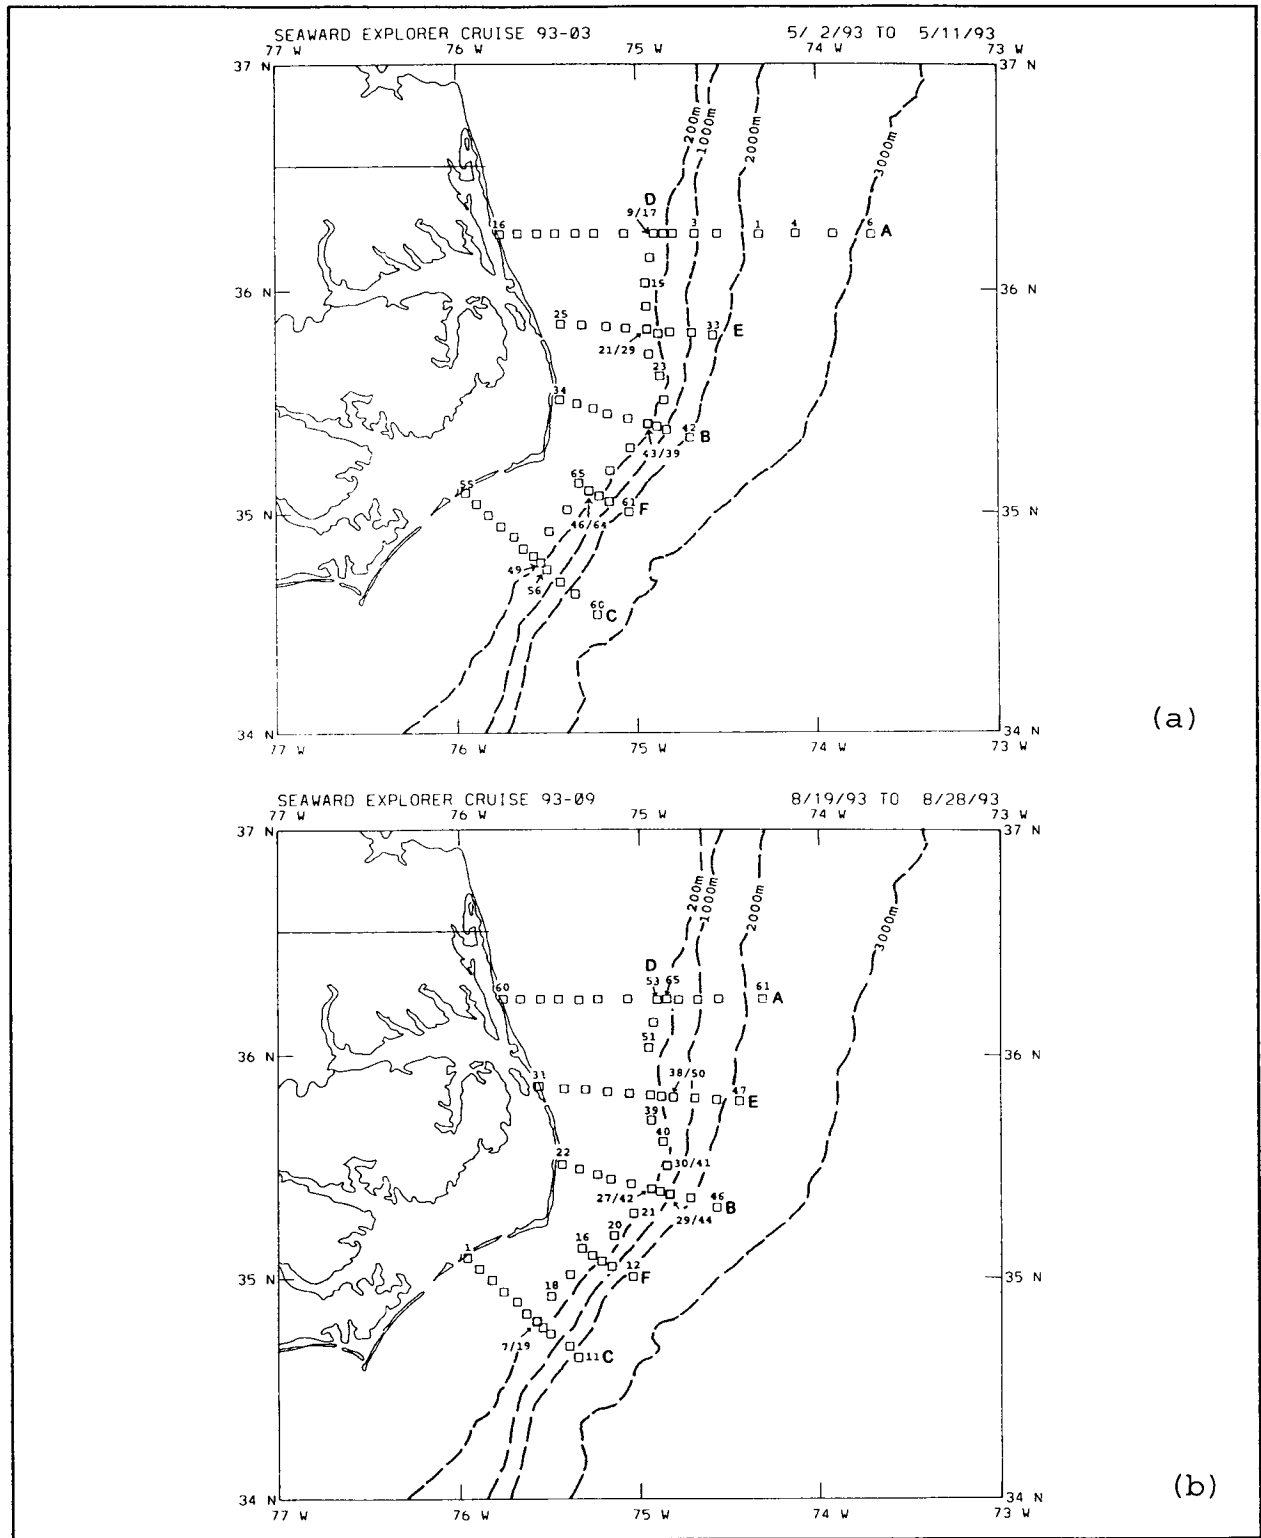 SEAWARD EXPLORER CRUISE 93-03 5/ 2/93 TO 5/11/93
77 W 76 W 75 W 74 W 73 W
37 N 37 N
200m
1000m
2000m
3000m
D
9/17
16 3 1 4 6 A
15
36 N 36 N
25 33 E
21/29
23
34
42 B
43/39
65
55 61 F
35 N 35 N
46/64
49
56
60 C
(a)
34 N 34 N
77 W 76 W 75 W 74 W 73 W
SEAWARD EXPLORER CRUISE 93-09 8/19/93 TO 8/28/93
77 W 76 W 75 W 74 W 73 W
37 N 37 N
200m
1000m
2000m
3000m
D
53 65
60 61 A
51
36 N 36 N
38/50
31 47 E
39
40
22 30/41
27/42 46 B
21 29/44
20
16
1 12
35 N F 35 N
18
7/19
11 C
(b)
34 N 34 N
77 W 76 W 75 W 74 W 73 W